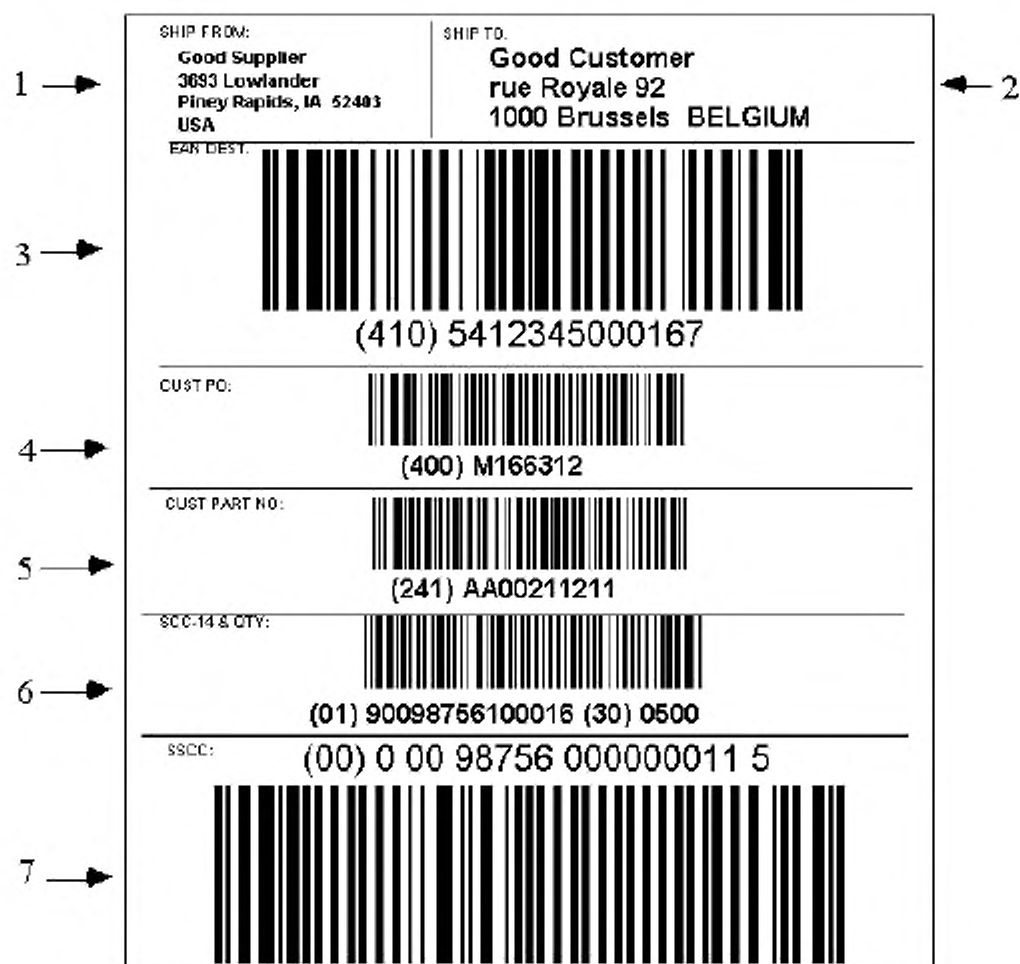 SHIP FROM:
Good Supplier
3693 Lowlander
Piney Rapids, IA 52403
USA
SHIP TO.
Good Customer
rue Royale 92
1000 Brussels BELGIUM
1
2
EAN DEST.
3
(410) 5412345000167
CUST PO:
4
(400) M166312
CUST PART NO:
5
(241) AA00211211
SCC-14 & QTY:
6
(01) 90098756100016 (30) 0500
SSCC:
(00) 0 00 98756 000000011 5
7